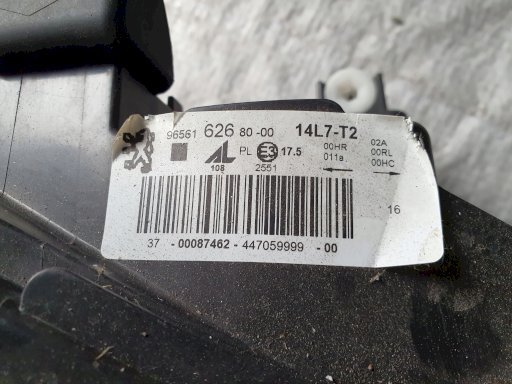 96561 626 80-00 14L7-T2
AL PL E3 17.5 00HR 02A
011a 00RL
00HC
108 2551
16
37 -00087462- 447059999 -00